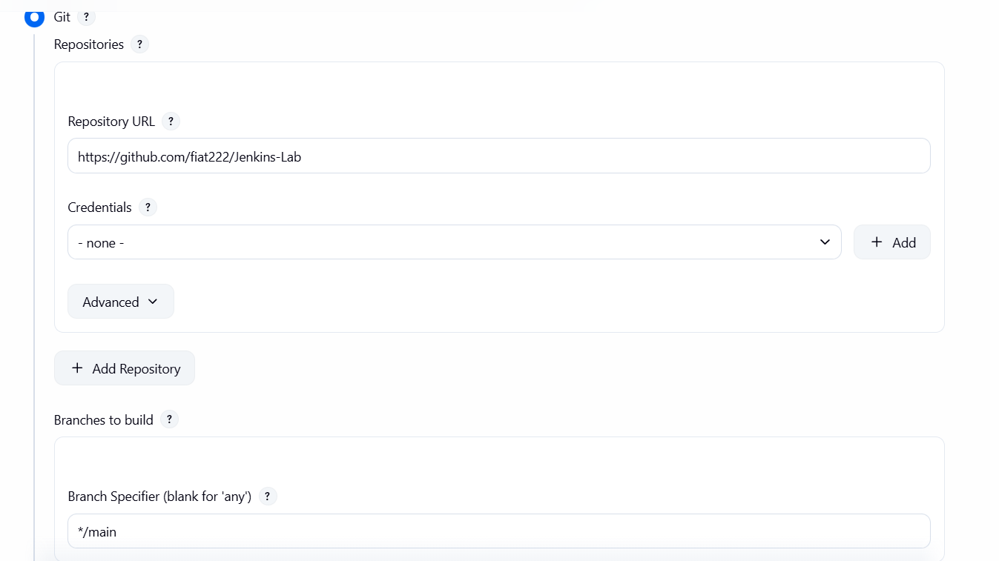 Git ?
Repositories ?
Repository URL ?
https://github.com/fiat222/Jenkins-Lab
Credentials ?
- none -
+ Add
Advanced
+ Add Repository
Branches to build ?
Branch Specifier (blank for 'any') ?
*/main